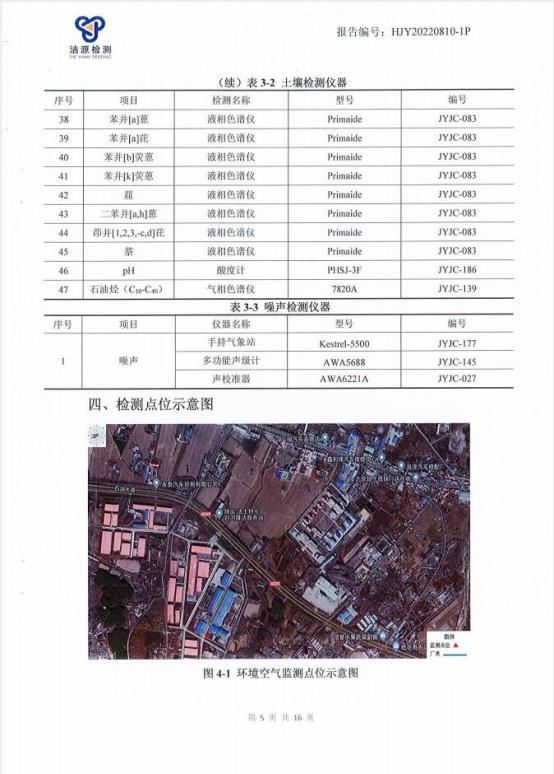 洁源检测
JIE YUAN TESTING
报告编号：HJY20220810-1P
（续）表 3-2 土壤检测仪器
序号 项目 检测名称 型号 编号
38 苯并[a]蒽 液相色谱仪 Primaide JYJC-083
39 苯并[a]芘 液相色谱仪 Primaide JYJC-083
40 苯并[b]荧蒽 液相色谱仪 Primaide JYJC-083
41 苯并[k]荧蒽 液相色谱仪 Primaide JYJC-083
42 䓛 液相色谱仪 Primaide JYJC-083
43 二苯并[a,h]蒽 液相色谱仪 Primaide JYJC-083
44 茚并[1,2,3,-c,d]芘 液相色谱仪 Primaide JYJC-083
45 萘 液相色谱仪 Primaide JYJC-083
46 pH 酸度计 PHSJ-3F JYJC-186
47 石油烃（C10-C40） 气相色谱仪 7820A JYJC-139
表 3-3 噪声检测仪器
序号 项目 仪器名称 型号 编号
手持气象站 Kestrel-5500 JYJC-177
1 噪声 多功能声级计 AWA5688 JYJC-145
声校准器 AWA6221A JYJC-027
四、检测点位示意图
图例
监测点位
厂界
图 4-1 环境空气监测点位示意图
第 5 页 共 16 页